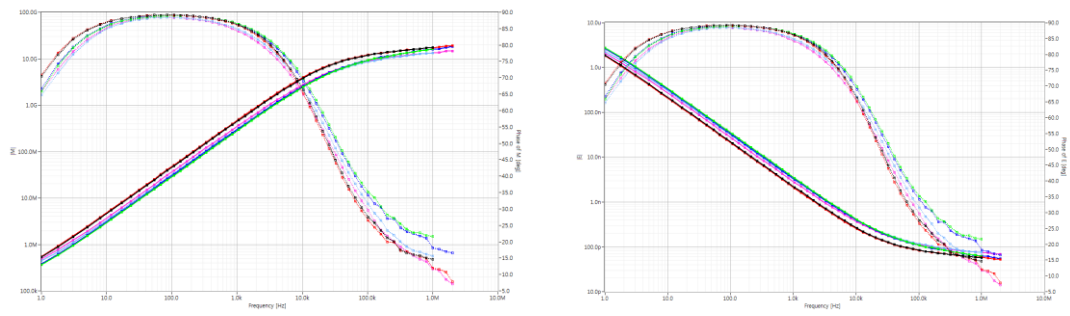 100.0G
10.0G
1.0G
100.0M
10.0M
1.0M
100.0k
|M|
90.0
85.0
80.0
75.0
70.0
65.0
60.0
55.0
50.0
45.0
40.0
35.0
30.0
25.0
20.0
15.0
10.0
5.0
Phase of M [deg]
1.0 10.0 100.0 1.0k 10.0k 100.0k 1.0M 10.0M
Frequency [Hz]
10.0u
1.0u
100.0n
10.0n
1.0n
100.0p
10.0p
90.0
85.0
80.0
75.0
70.0
65.0
60.0
55.0
50.0
45.0
40.0
35.0
30.0
25.0
20.0
15.0
10.0
5.0
1.0 10.0 100.0 1.0k 10.0k 100.0k 1.0M 10.0M
Frequency [Hz]